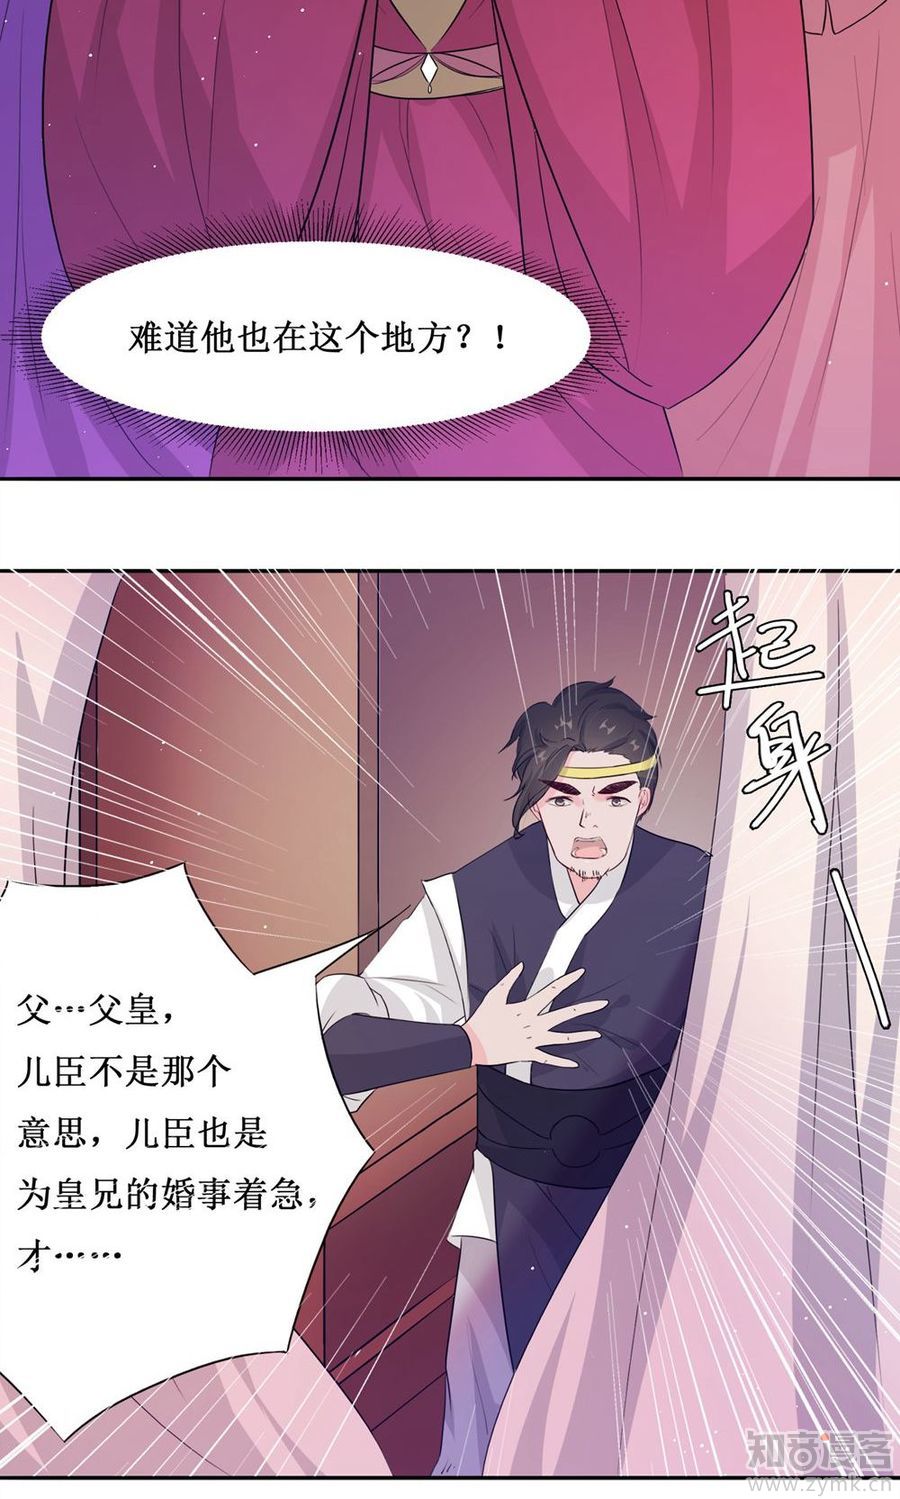 难道他也在这个地方？！
起身
父…父皇，
儿臣不是那个
意思，儿臣也是
为皇兄的婚事着急，
才……
知音漫客
www.zymk.cn